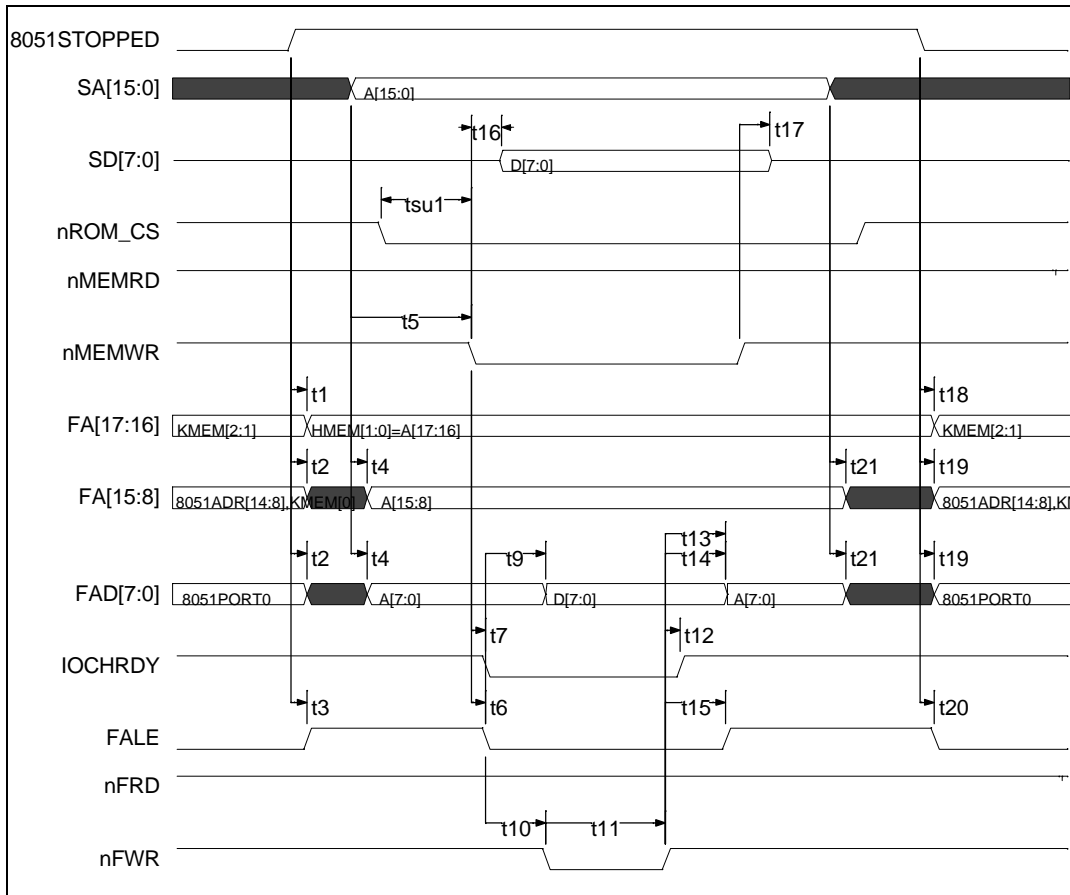 8051STOPPED
SA[15:0]
A[15:0]
t16
t17
SD[7:0]
D[7:0]
tsu1
nROM_CS
nMEMRD
t5
nMEMWR
t1
t18
FA[17:16]
KMEM[2:1]
HMEM[1:0]=A[17:16]
KMEM[2:1]
t2
t4
t21
t19
FA[15:8]
8051ADR[14:8],KMEM[0]
A[15:8]
8051ADR[14:8],KM
t13
t2
t4
t9
t14
t21
t19
FAD[7:0]
8051PORT0
A[7:0]
D[7:0]
A[7:0]
8051PORT0
t7
t12
IOCHRDY
t3
t6
t15
t20
FALE
nFRD
t10
t11
nFWR